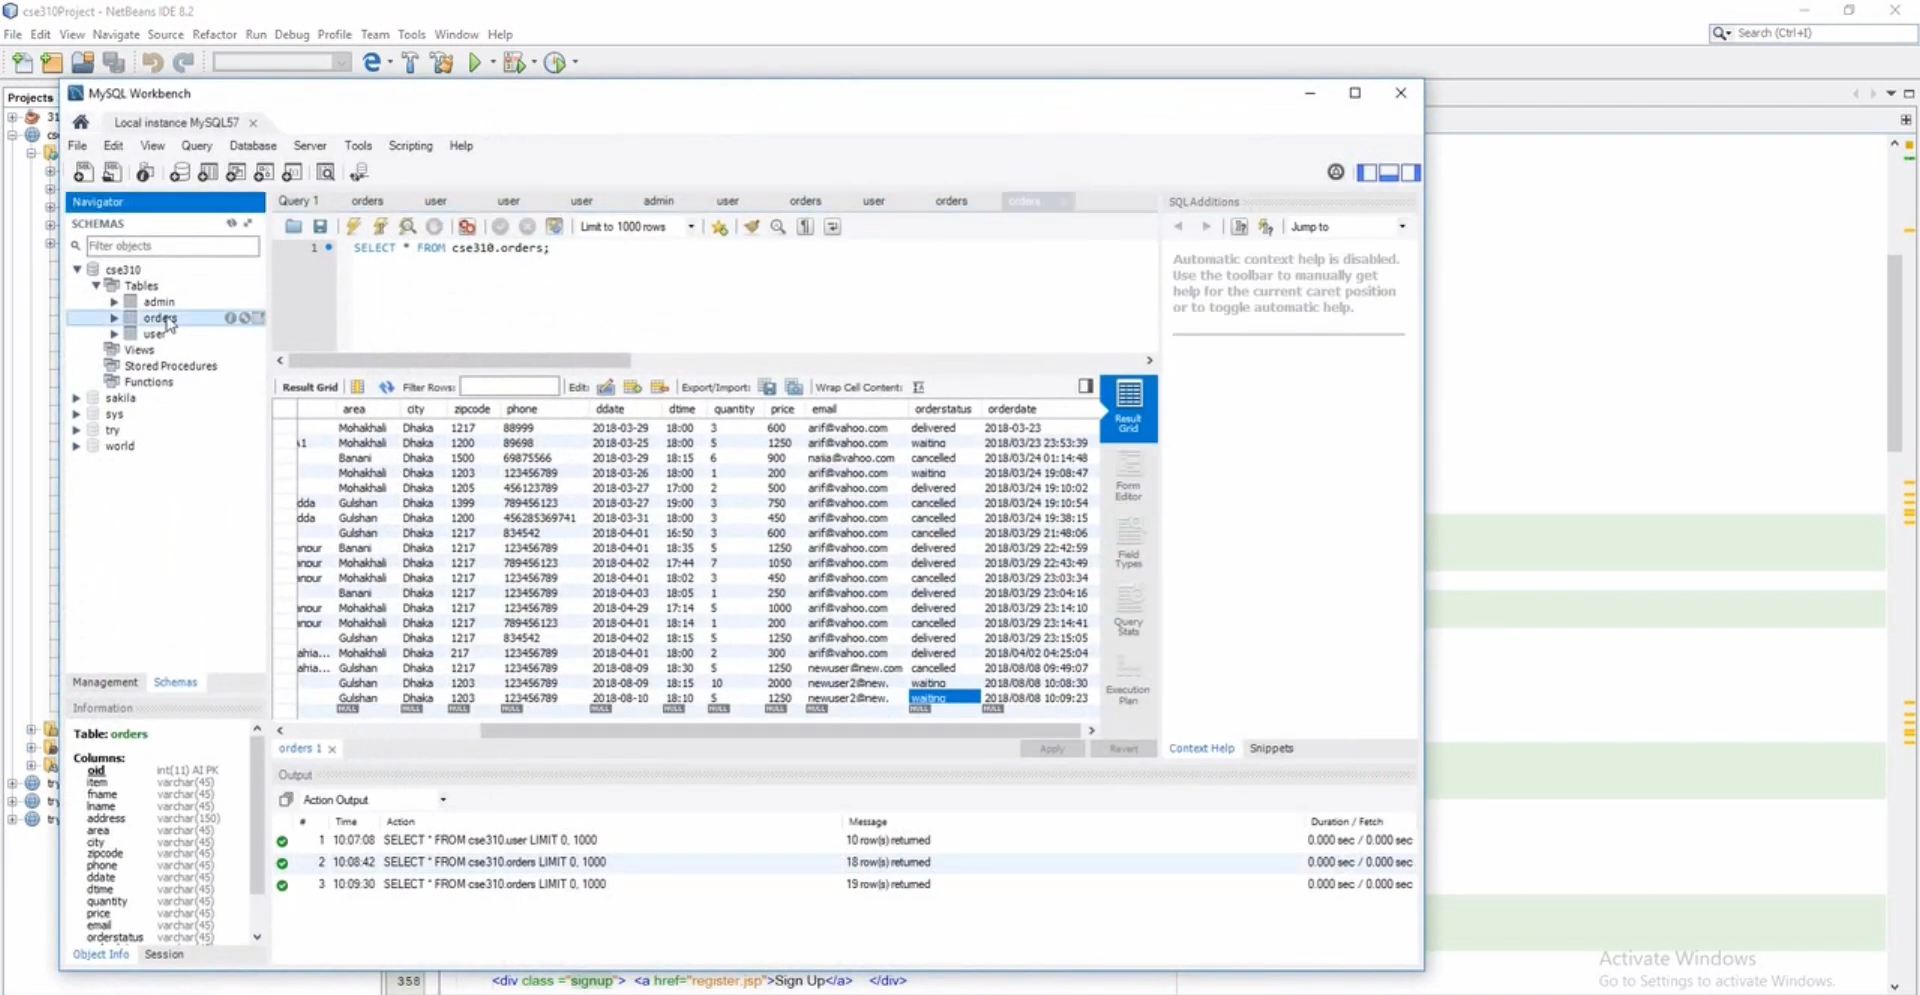 cse310Project - NetBeans IDE 8.2
File Edit View Navigate Source Refactor Run Debug Profile Team Tools Window Help
Search (Ctrl+I)
Projects
MySQL Workbench
Local instance MySQL57
File Edit View Query Database Server Tools Scripting Help
Navigator
SCHEMAS
Filter objects
cse310
Tables
admin
orders
user
Views
Stored Procedures
Functions
sakila
sys
try
world
Management Schemas
Information
Table: orders
Columns:
oid int(11) AI PK
item varchar(45)
fname varchar(45)
lname varchar(45)
address varchar(150)
area varchar(45)
city varchar(45)
zipcode varchar(45)
phone varchar(45)
ddate varchar(45)
dtime varchar(45)
quantity varchar(45)
price varchar(45)
email varchar(45)
orderstatus varchar(45)
Object Info Session
Query 1 orders user user user admin user orders user orders orders
Limit to 1000 rows
1 SELECT * FROM cse310.orders;
Result Grid Filter Rows: Edit: Export/Import: Wrap Cell Content:
area city zipcode phone ddate dtime quantity price email orderstatus orderdate
Mohakhali Dhaka 1217 88999 2018-03-29 18:00 3 600 arif@yahoo.com delivered 2018-03-23
Mohakhali Dhaka 1200 89698 2018-03-25 18:00 5 1250 arif@yahoo.com waiting 2018/03/23 23:53:39
Banani Dhaka 1500 69875566 2018-03-29 18:15 6 900 @yahoo.com cancelled 2018/03/24 01:14:48
Mohakhali Dhaka 1203 123456789 2018-03-26 18:00 1 200 arif@yahoo.com waiting 2018/03/24 19:08:47
Mohakhali Dhaka 1205 456123789 2018-03-27 17:00 2 500 arif@yahoo.com delivered 2018/03/24 19:10:02
dda Gulshan Dhaka 1399 789456123 2018-03-27 19:00 3 750 arif@yahoo.com cancelled 2018/03/24 19:10:54
dda Gulshan Dhaka 1200 456285369741 2018-03-31 18:00 3 450 arif@yahoo.com cancelled 2018/03/24 19:38:15
Gulshan Dhaka 1217 834542 2018-04-01 16:50 3 600 arif@yahoo.com cancelled 2018/03/29 21:48:06
Banani Dhaka 1217 123456789 2018-04-01 18:35 5 1250 arif@yahoo.com delivered 2018/03/29 22:42:59
Mohakhali Dhaka 1217 789456123 2018-04-02 17:44 7 1050 arif@yahoo.com delivered 2018/03/29 22:43:49
Mohakhali Dhaka 1217 123456789 2018-04-01 18:02 3 450 arif@yahoo.com cancelled 2018/03/29 23:03:34
Banani Dhaka 1217 123456789 2018-04-03 18:05 1 250 arif@yahoo.com delivered 2018/03/29 23:04:16
Mohakhali Dhaka 1217 123456789 2018-04-29 17:14 5 1000 arif@yahoo.com delivered 2018/03/29 23:14:10
Mohakhali Dhaka 1217 789456123 2018-04-01 18:14 1 200 arif@yahoo.com cancelled 2018/03/29 23:14:41
Gulshan Dhaka 1217 834542 2018-04-02 18:15 5 1250 arif@yahoo.com delivered 2018/03/29 23:15:05
ahia... Mohakhali Dhaka 217 123456789 2018-04-01 18:00 2 300 arif@yahoo.com delivered 2018/04/02 04:25:04
ahia... Gulshan Dhaka 1217 123456789 2018-08-09 18:30 5 1250 newuser@new.com cancelled 2018/08/08 09:49:07
Gulshan Dhaka 1203 123456789 2018-08-09 18:15 10 2000 newuser2@new. waiting 2018/08/08 10:08:30
Gulshan Dhaka 1203 123456789 2018-08-10 18:10 5 1250 newuser2@new. waiting 2018/08/08 10:09:23
NULL NULL NULL NULL NULL NULL NULL NULL NULL NULL NULL
Result Grid
Form Editor
Field Types
Query Stats
Execution Plan
orders 1 Apply Revert
Output
Action Output
# Time Action Message Duration / Fetch
1 10:07:08 SELECT * FROM cse310.user LIMIT 0, 1000 10 row(s) returned 0.000 sec / 0.000 sec
2 10:08:42 SELECT * FROM cse310.orders LIMIT 0, 1000 18 row(s) returned 0.000 sec / 0.000 sec
3 10:09:30 SELECT * FROM cse310.orders LIMIT 0, 1000 19 row(s) returned 0.000 sec / 0.000 sec
SQLAdditions
Jump to
Automatic context help is disabled.
Use the toolbar to manually get
help for the current caret position
or to toggle automatic help.
Context Help Snippets
358 <div class ="signup"> <a href="register.jsp">Sign Up</a> </div>
Activate Windows
Go to Settings to activate Windows.